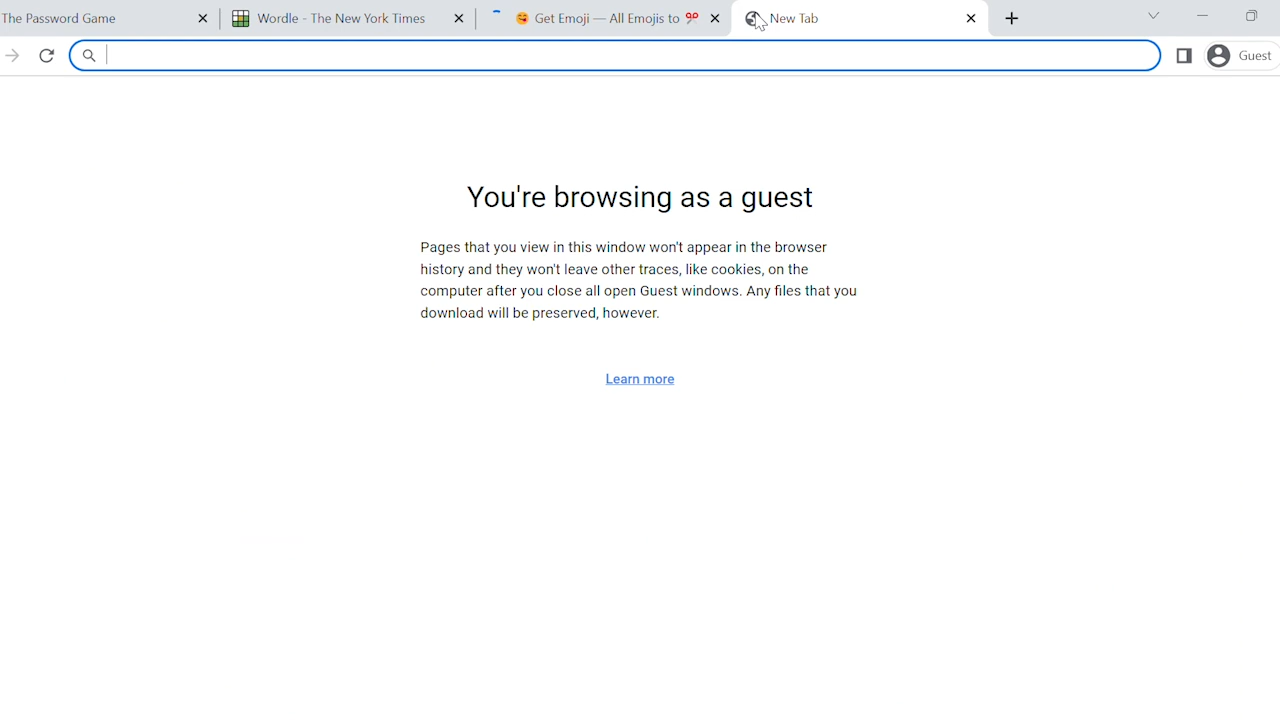 The Password Game
Wordle - The New York Times
Get Emoji — All Emojis to
New Tab
Guest
You're browsing as a guest
Pages that you view in this window won't appear in the browser
history and they won't leave other traces, like cookies, on the
computer after you close all open Guest windows. Any files that you
download will be preserved, however.
Learn more